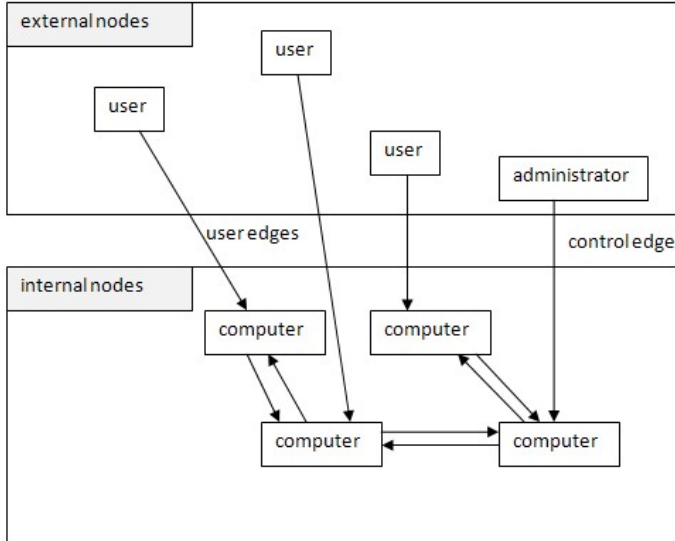 external nodes
user
user
user
administrator
user edges
control edge
internal nodes
computer
computer
computer
computer